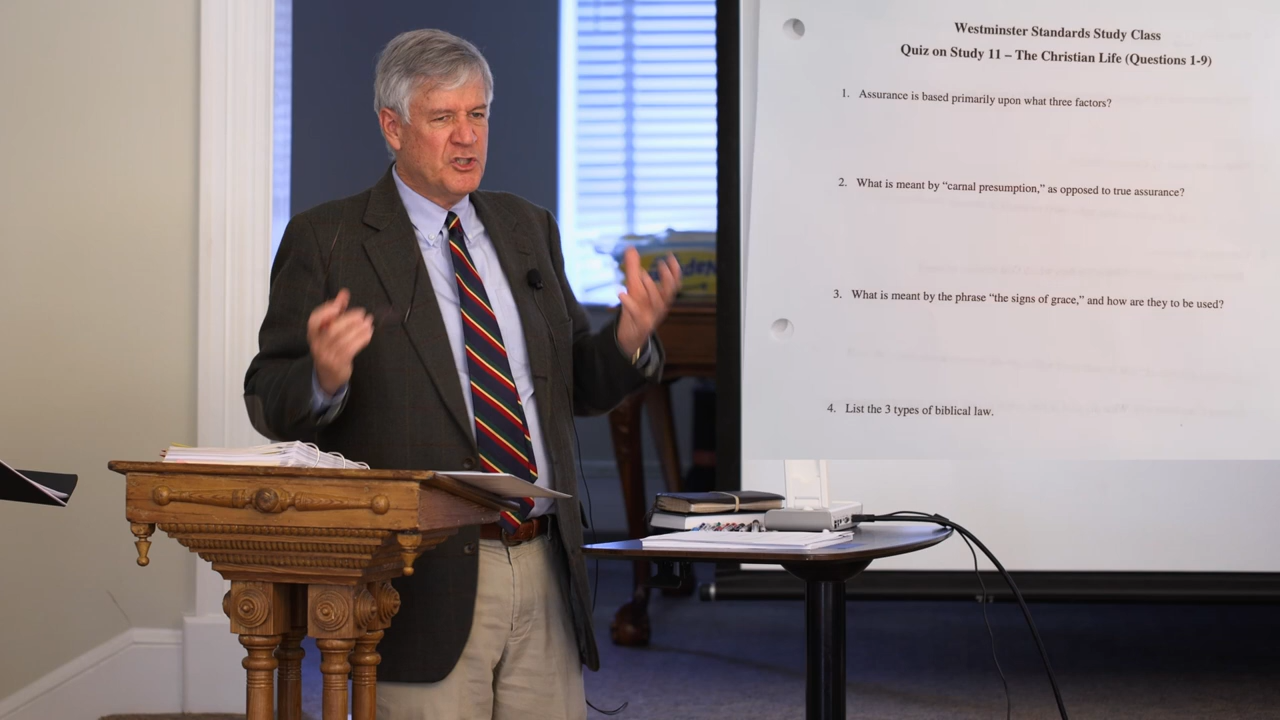 Westminster Standards Study Class
Quiz on Study 11 – The Christian Life (Questions 1-9)
1. Assurance is based primarily upon what three factors?
2. What is meant by “carnal presumption,” as opposed to true assurance?
3. What is meant by the phrase “the signs of grace,” and how are they to be used?
4. List the 3 types of biblical law.